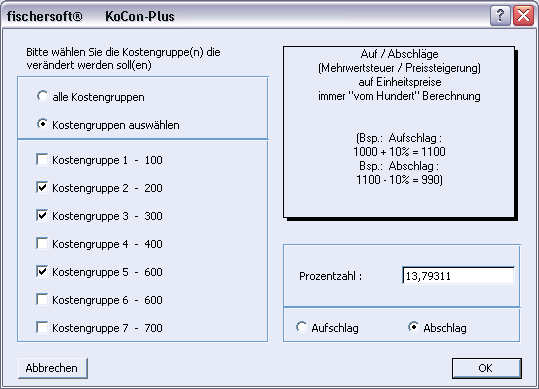 fischersoft® KoCon-Plus
Bitte wählen Sie die Kostengruppe(n) die
verändert werden soll(en)
alle Kostengruppen
Kostengruppen auswählen
Kostengruppe 1 - 100
Kostengruppe 2 - 200
Kostengruppe 3 - 300
Kostengruppe 4 - 400
Kostengruppe 5 - 600
Kostengruppe 6 - 600
Kostengruppe 7 - 700
Auf / Abschläge
(Mehrwertsteuer / Preissteigerung)
auf Einheitspreise
immer "vom Hundert" Berechnung
(Bsp.: Aufschlag :
1000 + 10% = 1100
Bsp.: Abschlag :
1100 - 10% = 990)
Prozentzahl : 13,79311
Aufschlag Abschlag
Abbrechen OK